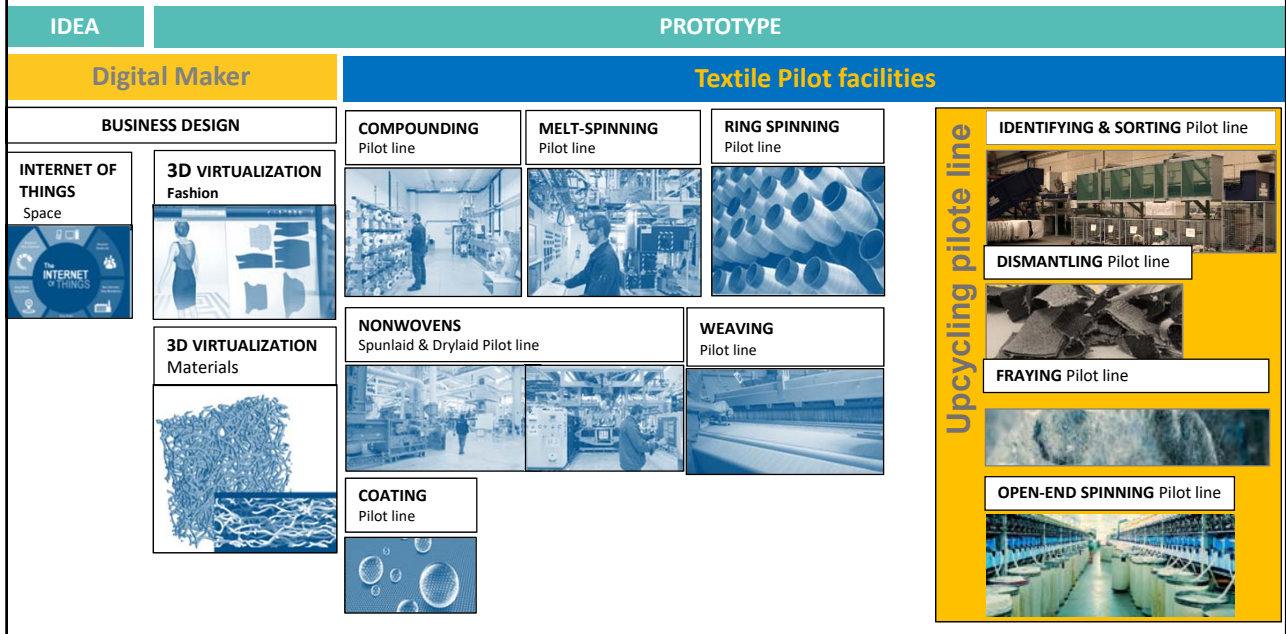 IDEA
PROTOTYPE
Digital Maker
Textile Pilot facilities
BUSINESS DESIGN
INTERNET OF
THINGS
Space
The
INTERNET
OF THINGS
3D VIRTUALIZATION
Fashion
3D VIRTUALIZATION
Materials
COMPOUNDING
Pilot line
MELT-SPINNING
Pilot line
RING SPINNING
Pilot line
NONWOVENS
Spunlaid & Drylaid Pilot line
WEAVING
Pilot line
COATING
Pilot line
Upcycling pilote line
IDENTIFYING & SORTING Pilot line
DISMANTLING Pilot line
FRAYING Pilot line
OPEN-END SPINNING Pilot line